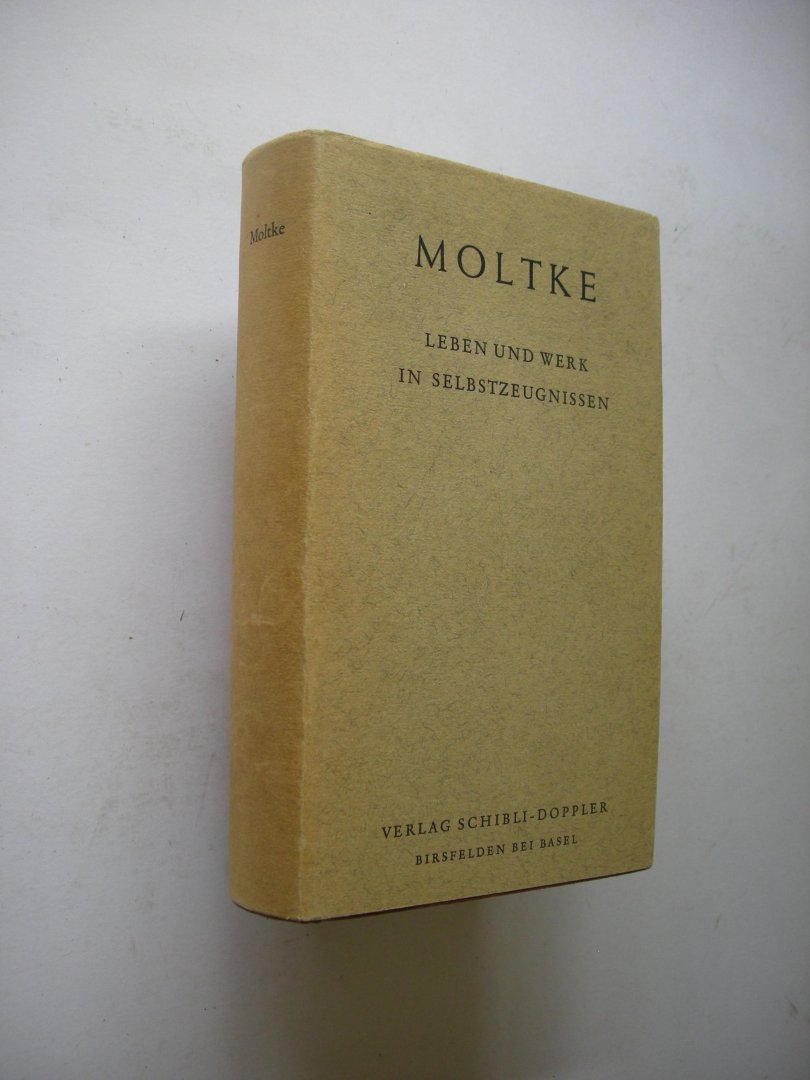 Moltke
MOLTKE
LEBEN UND WERK
IN SELBSTZEUGNISSEN
VERLAG SCHIBLI-DOPPLER
BIRSFELDEN BEI BASEL